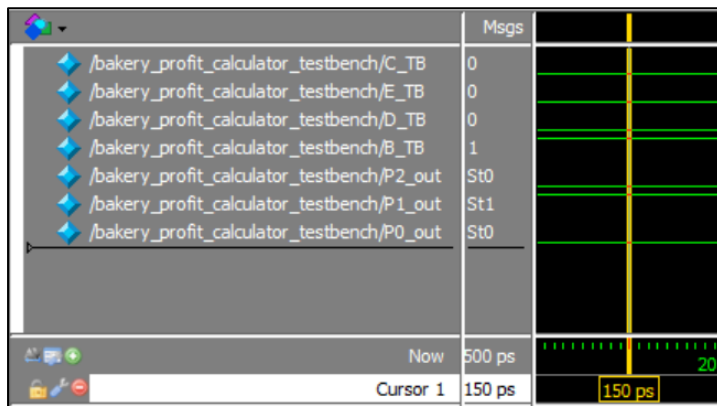 Msgs
/bakery_profit_calculator_testbench/C_TB 0
/bakery_profit_calculator_testbench/E_TB 0
/bakery_profit_calculator_testbench/D_TB 0
/bakery_profit_calculator_testbench/B_TB 1
/bakery_profit_calculator_testbench/P2_out St0
/bakery_profit_calculator_testbench/P1_out St1
/bakery_profit_calculator_testbench/P0_out St0
Now 500 ps 20
Cursor 1 150 ps 150 ps